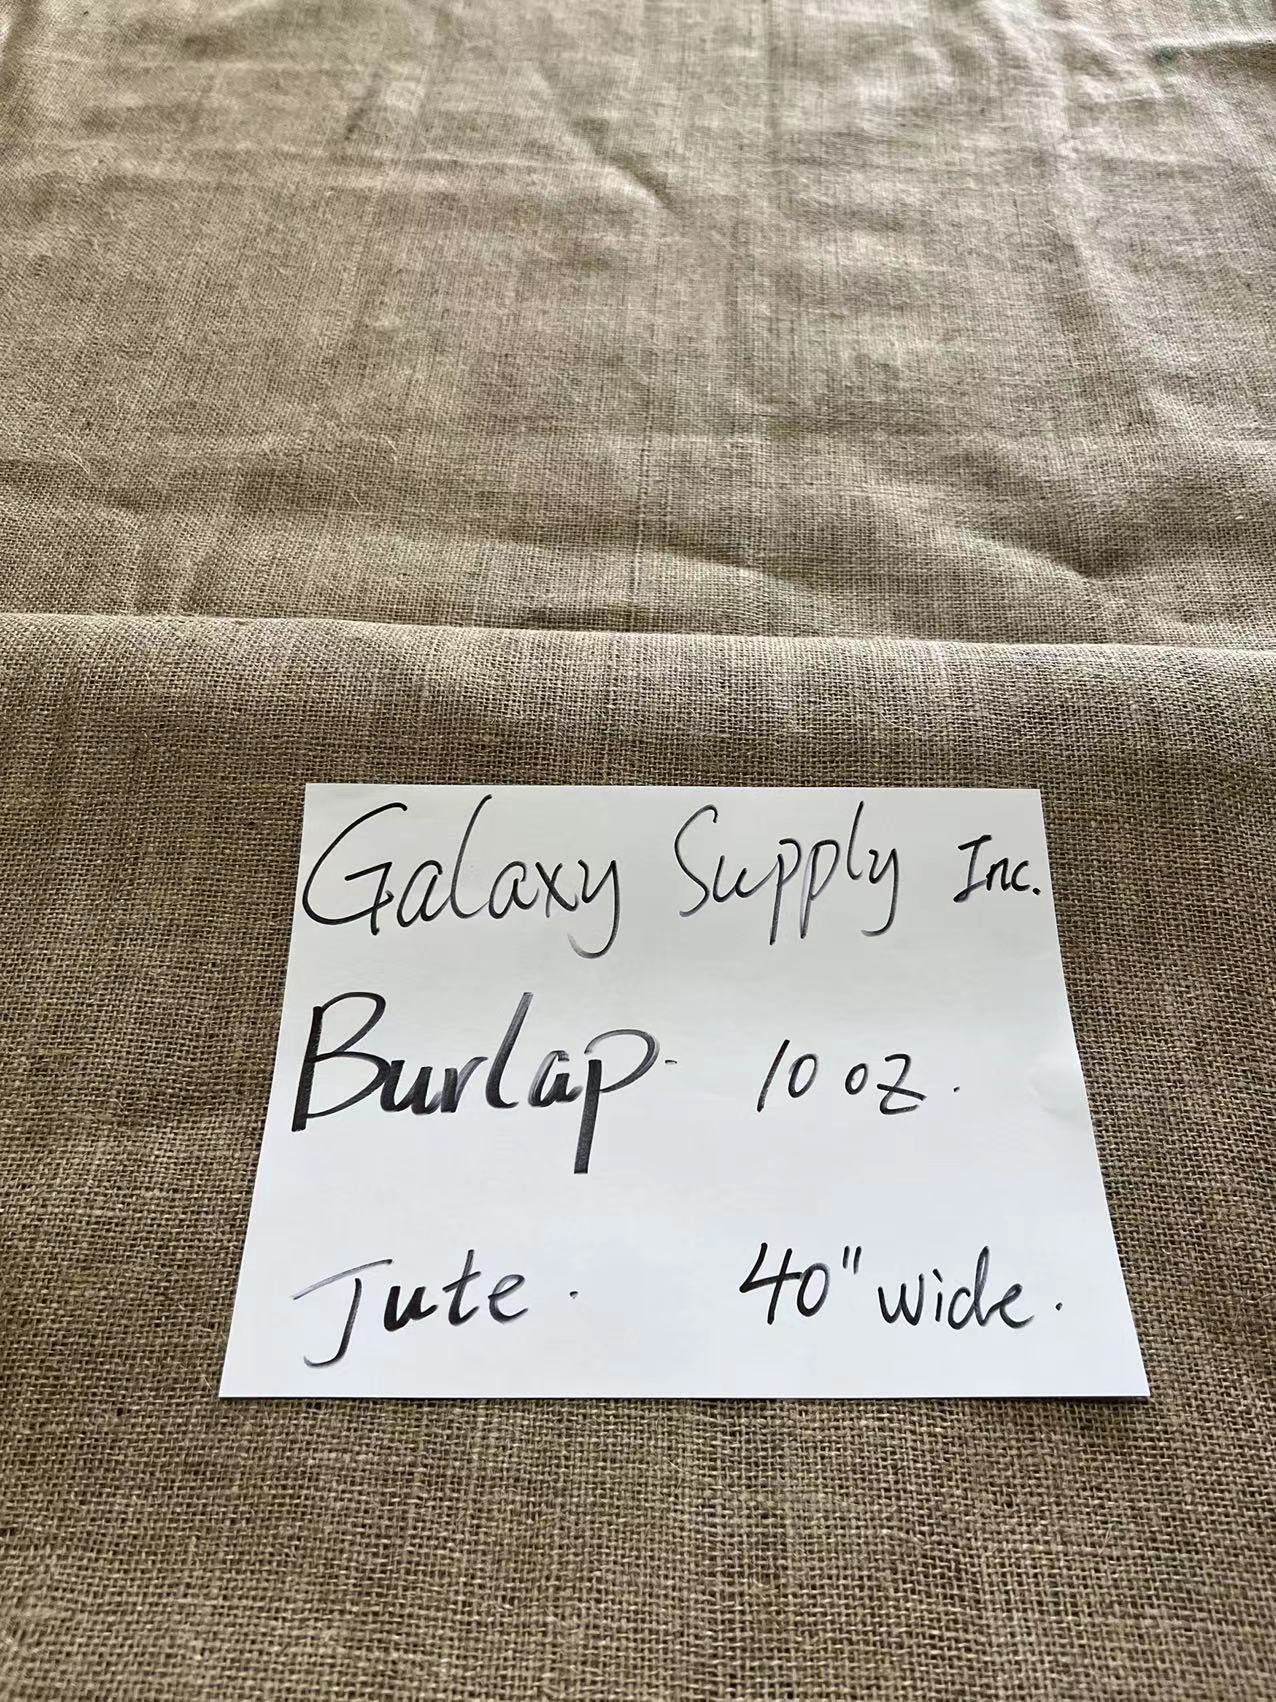 Galaxy Supply Inc.
Burlap. 10 oz.
Jute. 40" wide.